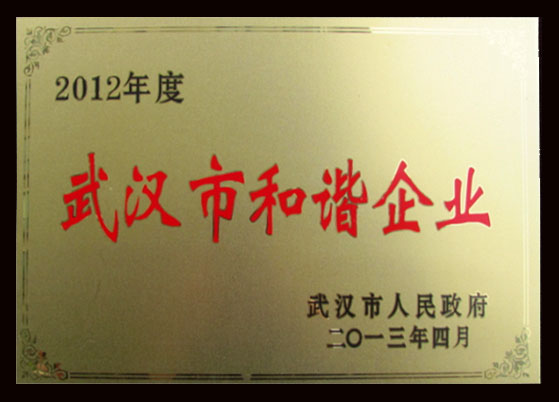 2012年度
武汉市和谐企业
武汉市人民政府
二〇一三年四月